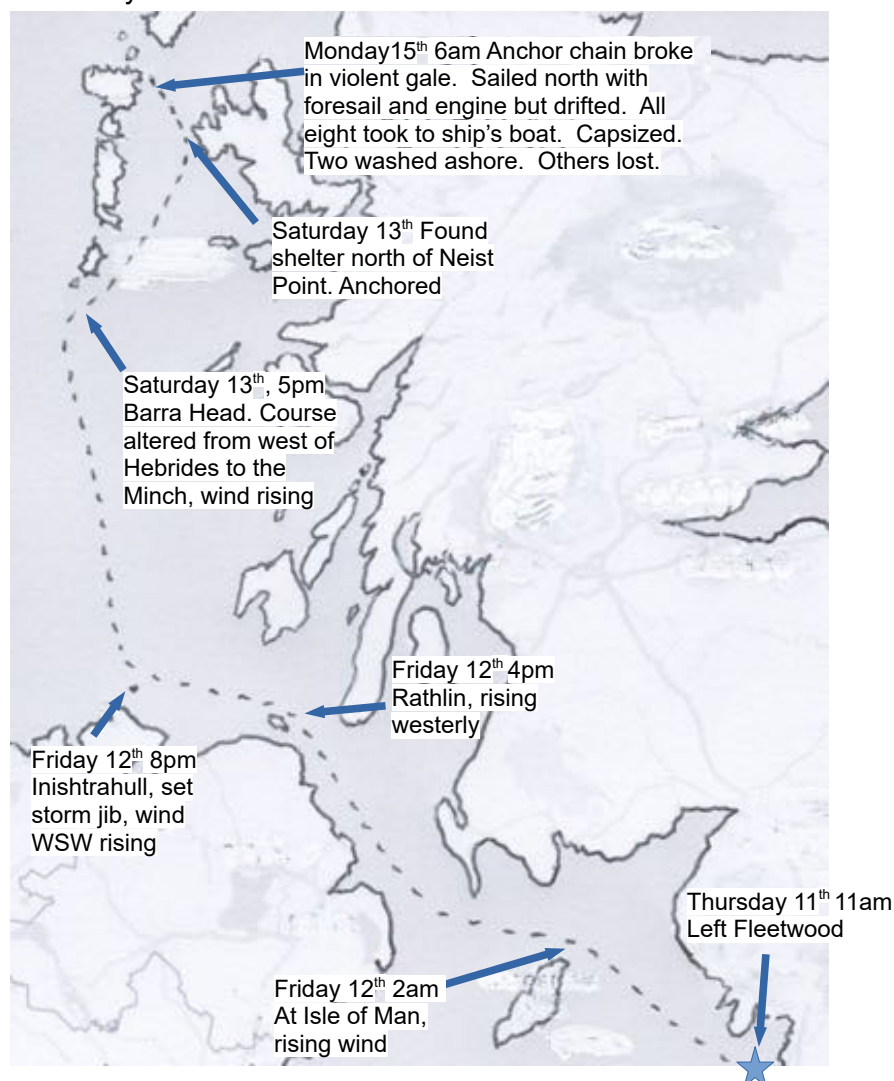 Monday15th 6am Anchor chain broke
in violent gale. Sailed north with
foresail and engine but drifted. All
eight took to ship's boat. Capsized.
Two washed ashore. Others lost.
Saturday 13th Found
shelter north of Neist
Point. Anchored
Saturday 13th, 5pm
Barra Head. Course
altered from west of
Hebrides to the
Minch, wind rising
Friday 12th 4pm
Rathlin, rising
westerly
Friday 12th 8pm
Inishtrahull, set
storm jib, wind
WSW rising
Thursday 11th 11am
Left Fleetwood
Friday 12th 2am
At Isle of Man,
rising wind